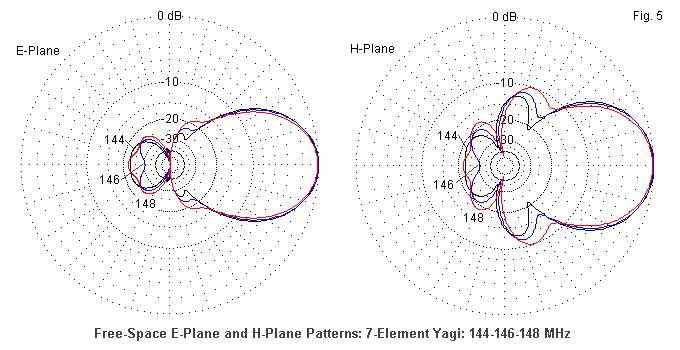 0 dB
0 dB
Fig. 5
E-Plane
H-Plane
-10
-10
-20
-20
144
-30
144
-30
146
146
148
148
Free-Space E-Plane and H-Plane Patterns: 7-Element Yagi: 144-146-148 MHz